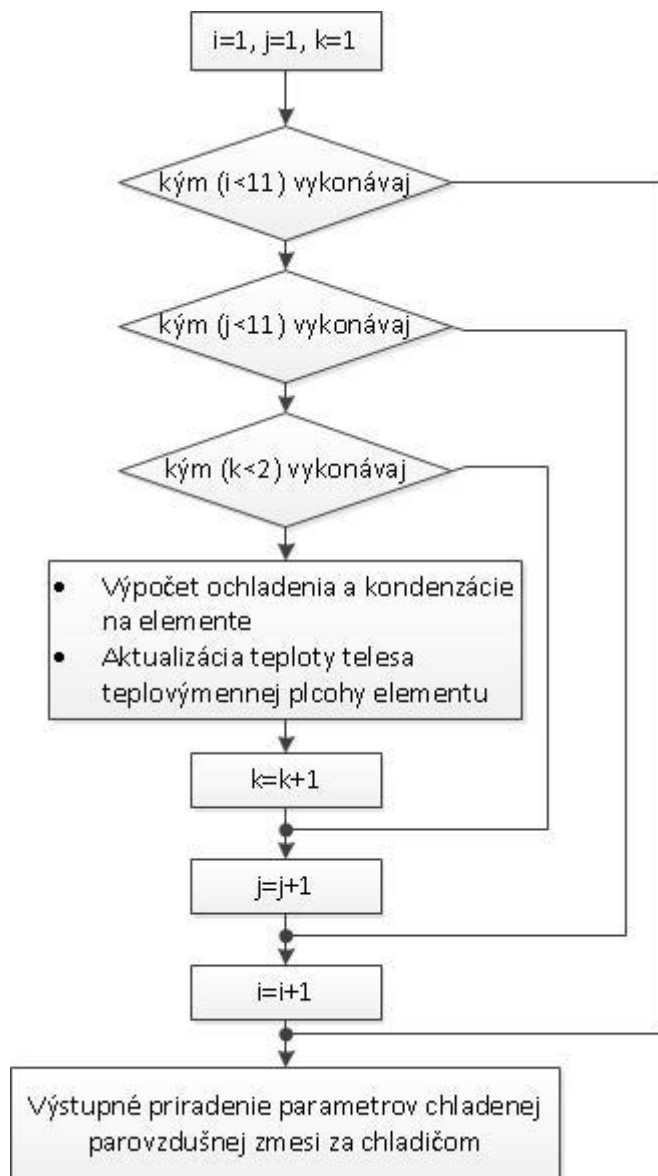 i=1, j=1, k=1
kým (i<11) vykonávaj
kým (j<11) vykonávaj
kým (k<2) vykonávaj
• Výpočet ochladenia a kondenzácie
na elemente
• Aktualizácia teploty telesa
teplovýmennej plcohy elementu
k=k+1
j=j+1
i=i+1
Výstupné priradenie parametrov chladenej
parovzdušnej zmesi za chladičom